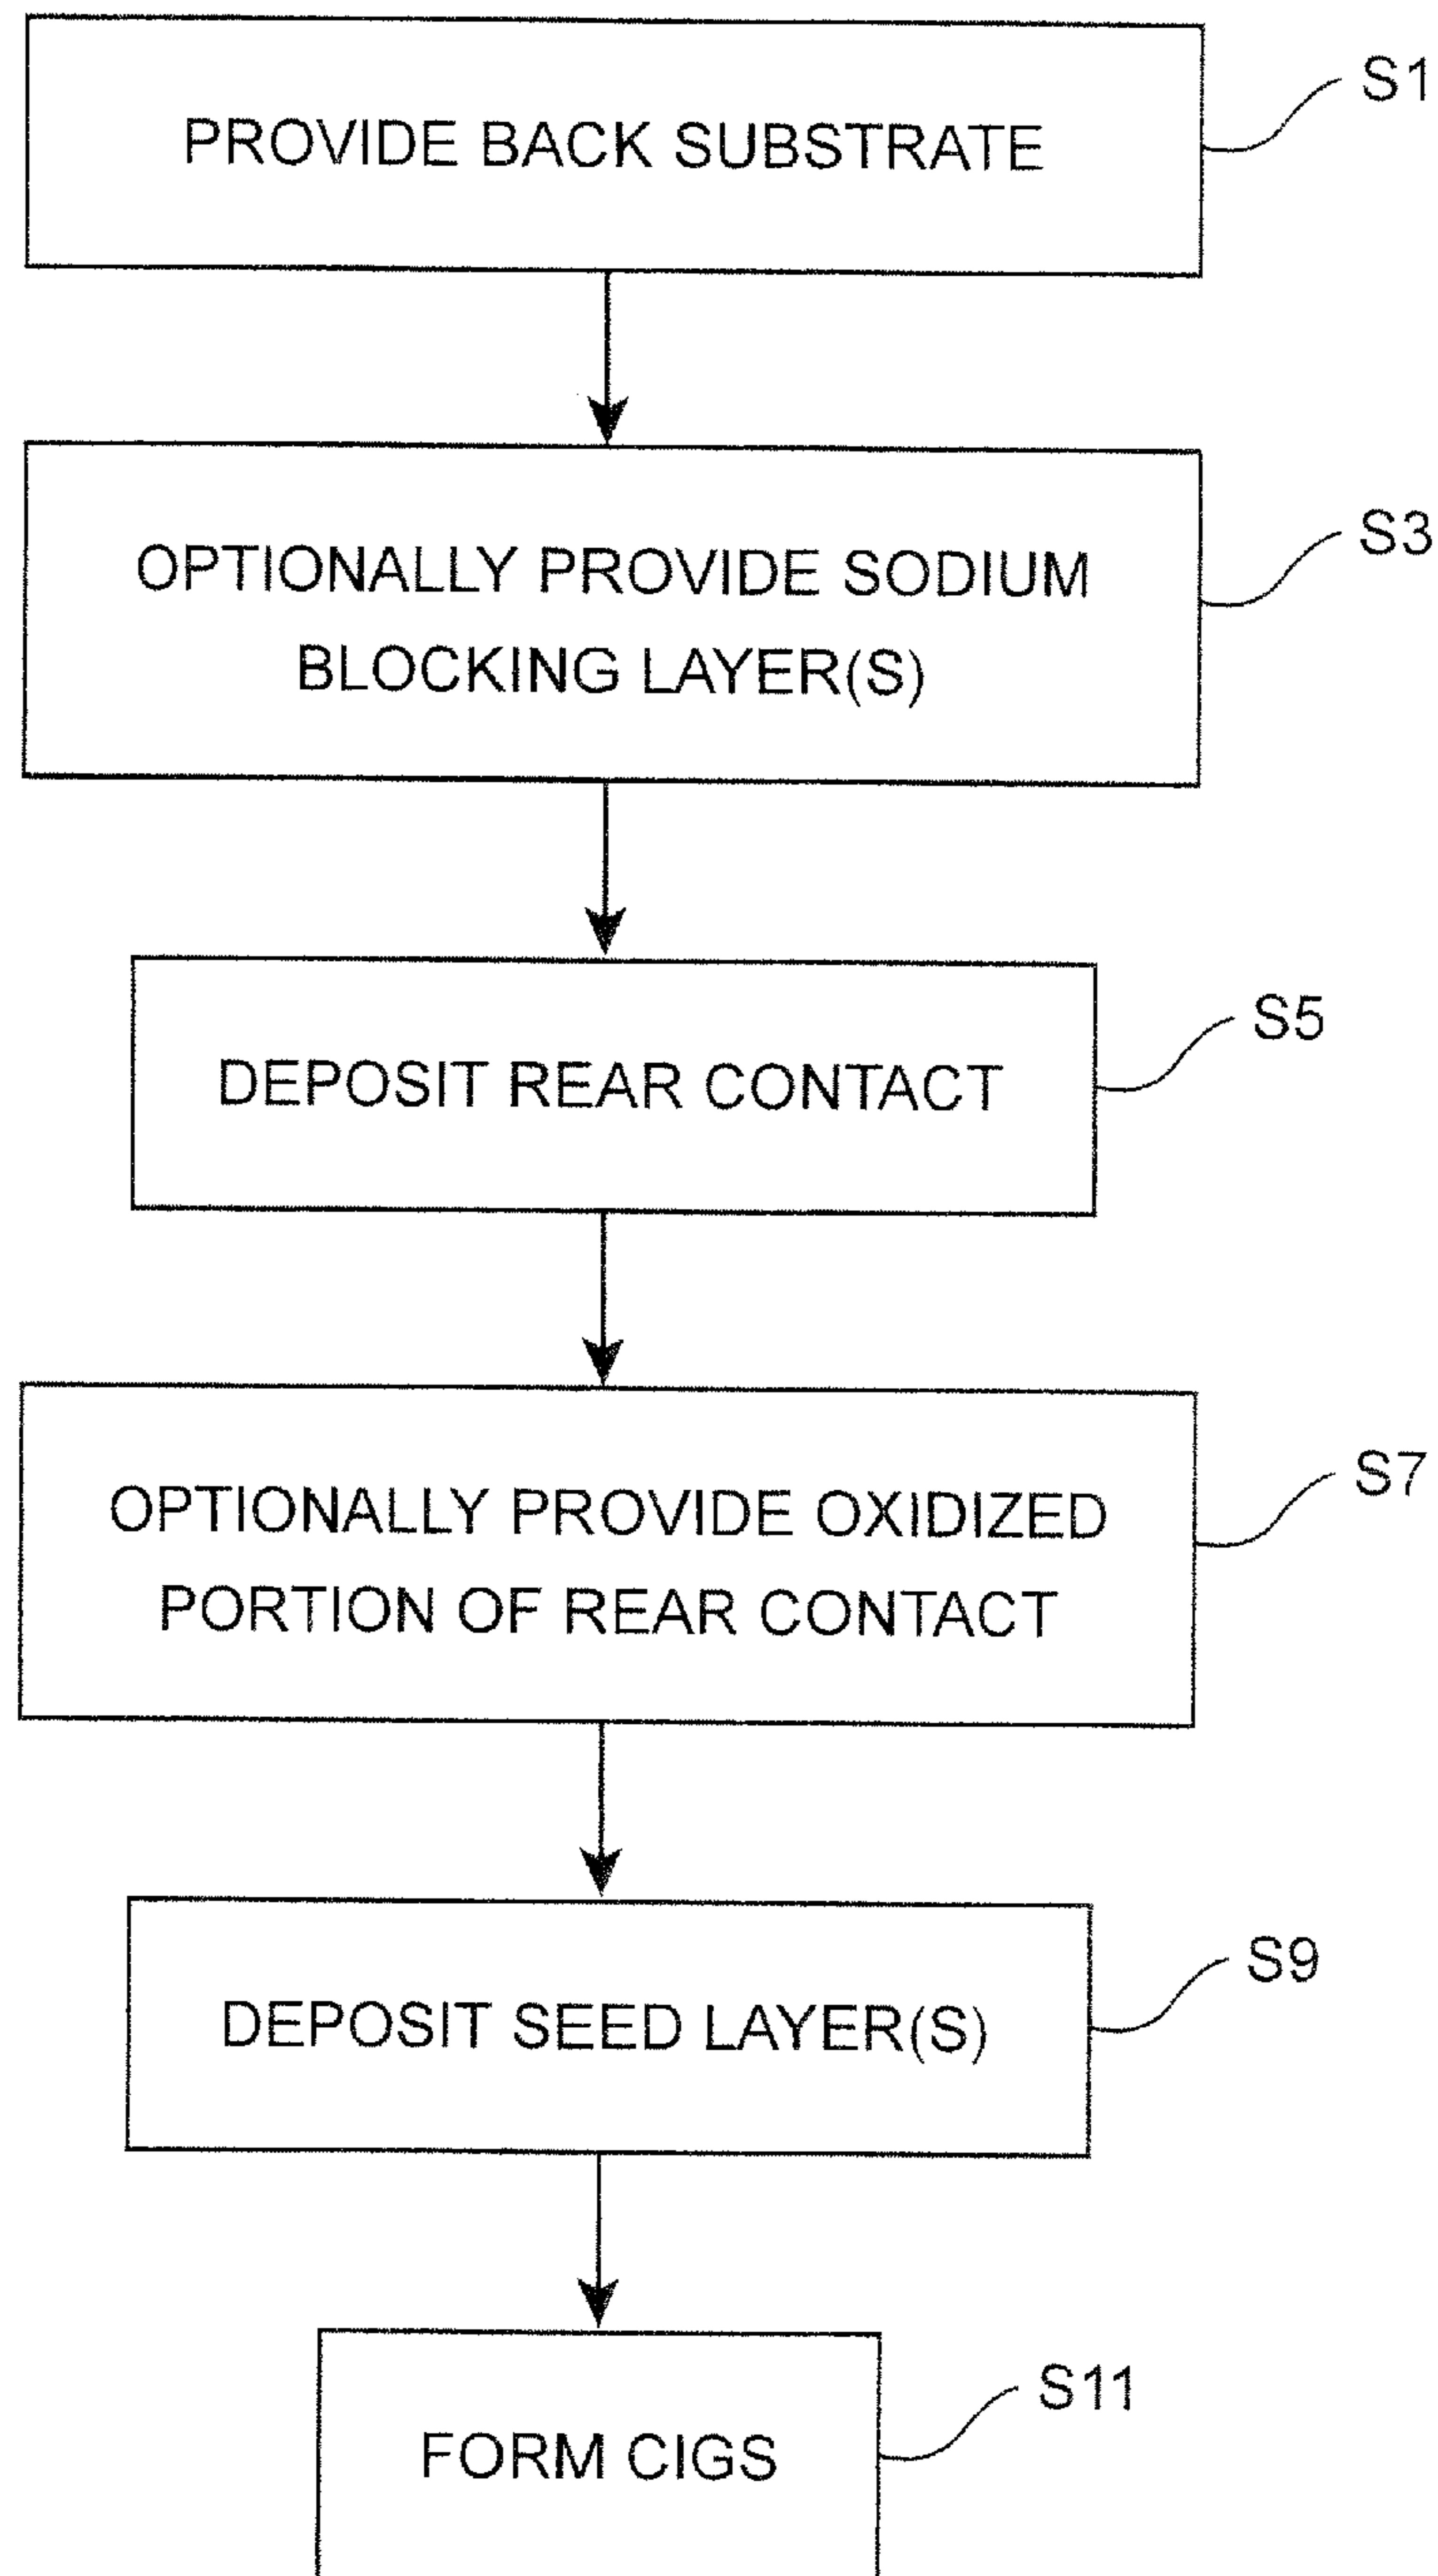 PROVIDE BACK SUBSTRATE
S1
OPTIONALLY PROVIDE SODIUM
BLOCKING LAYER(S)
S3
DEPOSIT REAR CONTACT
S5
OPTIONALLY PROVIDE OXIDIZED
PORTION OF REAR CONTACT
S7
DEPOSIT SEED LAYER(S)
S9
FORM CIGS
S11